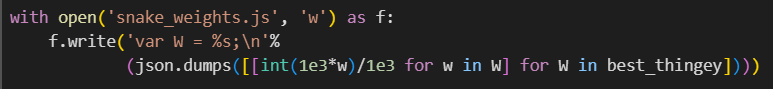 with open('snake_weights.js', 'w') as f:
    f.write('var W = %s;\n'%
            (json.dumps([[int(1e3*w)/1e3 for w in W] for W in best_thingey])))